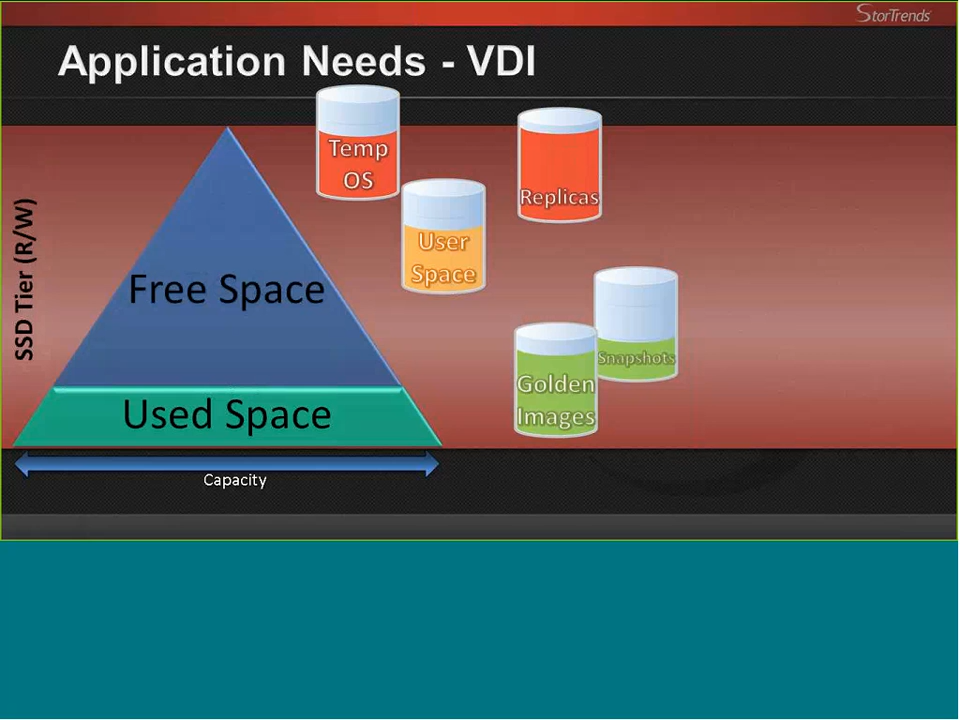 StorTrends
Application Needs - VDI
SSD Tier (R/W)
Free Space
Used Space
Capacity
Temp
OS
User
Space
Replicas
Snapshots
Golden
Images